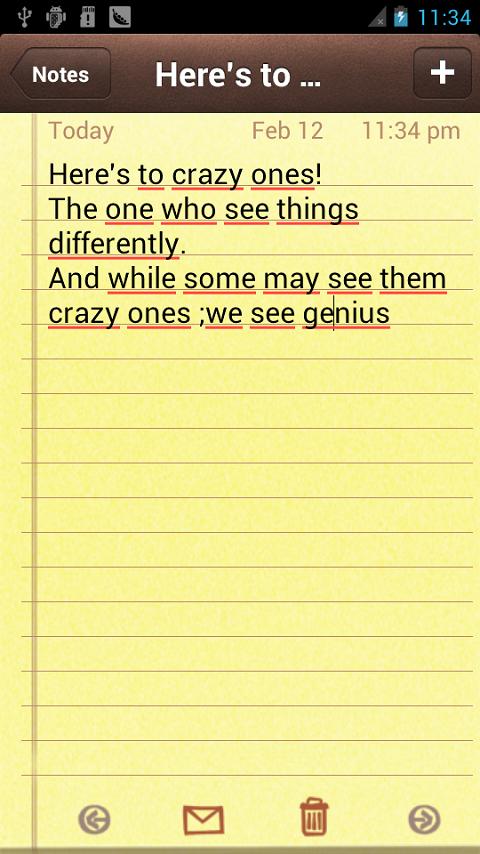 11:34
Notes
Here's to ...
Today Feb 12 11:34 pm
Here's to crazy ones!
The one who see things
differently.
And while some may see them
crazy ones ;we see genius